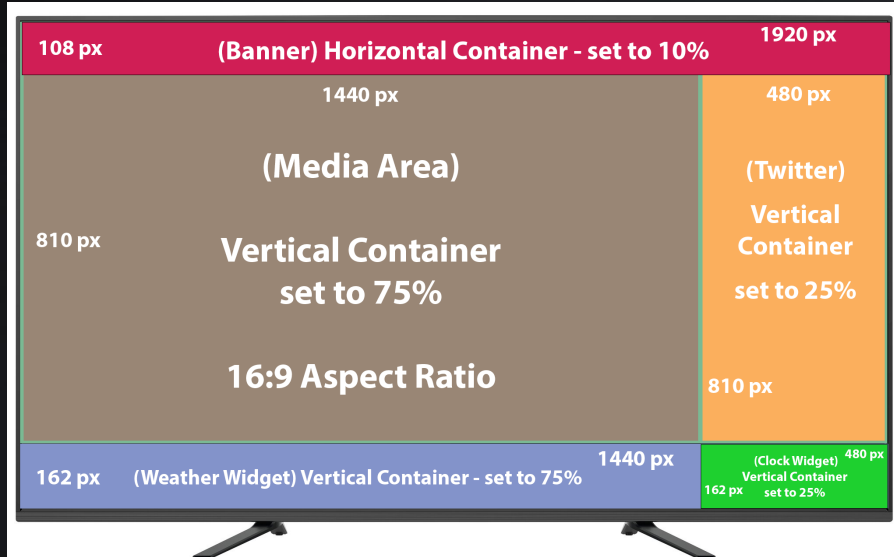 108 px
(Banner) Horizontal Container - set to 10%
1920 px
1440 px
(Media Area)
810 px
Vertical Container
set to 75%
16:9 Aspect Ratio
480 px
(Twitter)
Vertical
Container
set to 25%
810 px
162 px
(Weather Widget) Vertical Container - set to 75%
1440 px
(Clock Widget)
480 px
Vertical Container
162 px
set to 25%